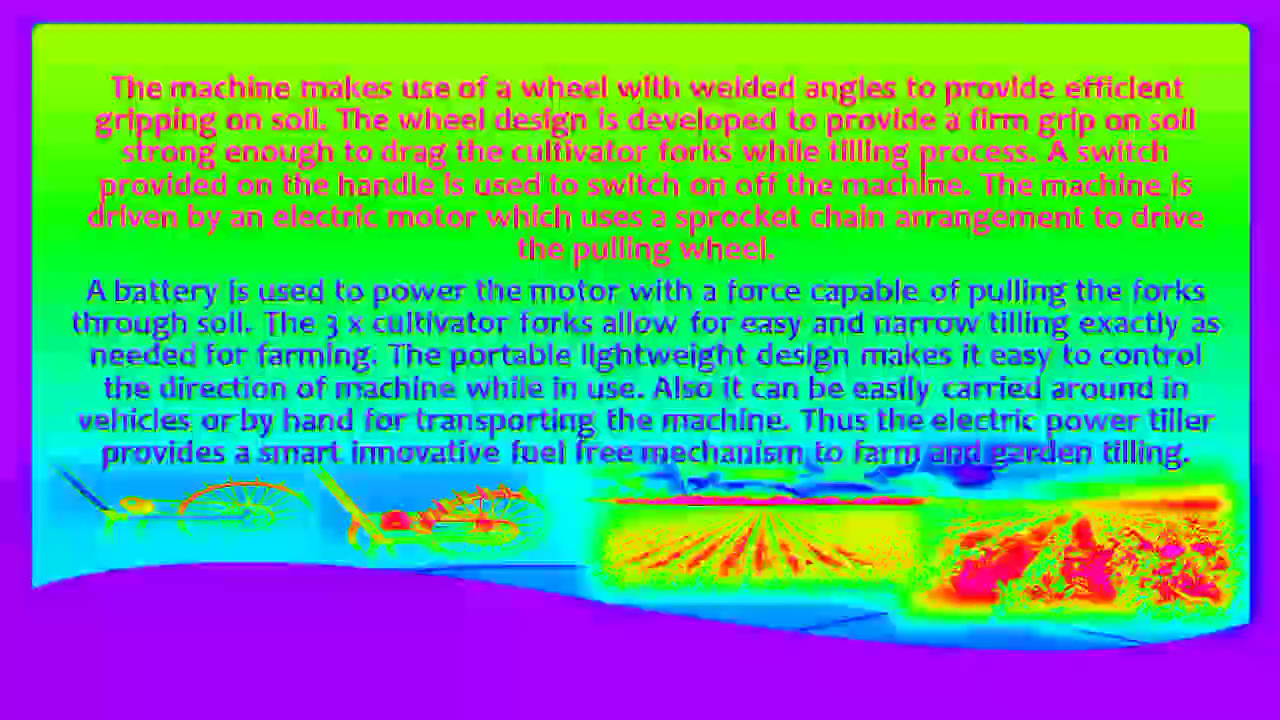 The machine makes use of a wheel with welded angles to provide efficient
gripping on soil. The wheel design is developed to provide a firm grip on soil
strong enough to drag the cultivator forks while tilling process. A switch
provided on the handle is used to switch on off the machine. The machine is
driven by an electric motor which uses a sprocket chain arrangement to drive
the pulling wheel.
A battery is used to power the motor with a force capable of pulling the forks
through soil. The 3 x cultivator forks allow for easy and narrow tilling exactly as
needed for farming. The portable lightweight design makes it easy to control
the direction of machine while in use. Also it can be easily carried around in
vehicles or by hand for transporting the machine. Thus the electric power tiller
provides a smart innovative fuel free mechanism to farm and garden tilling.